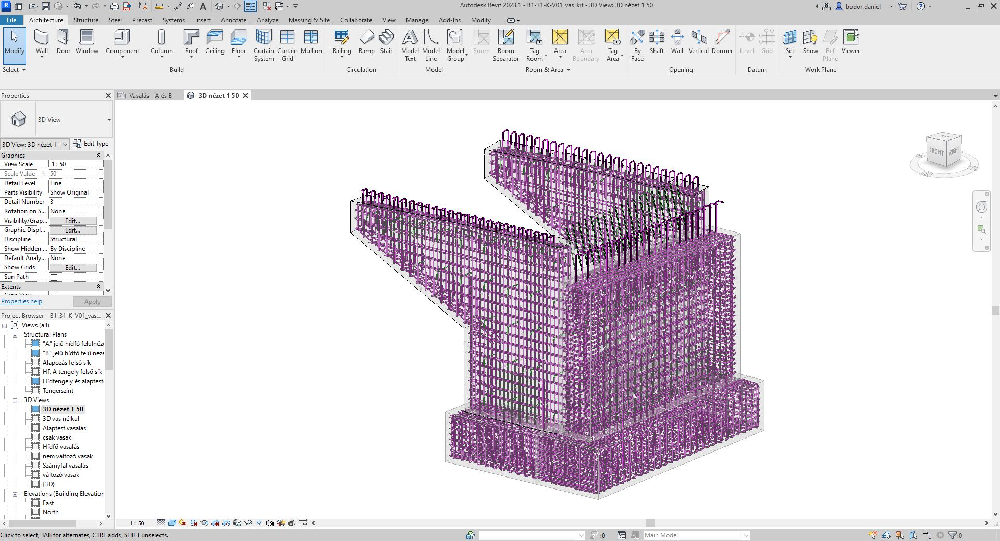 Autodesk Revit 2023.1 - B1-31-K-V01_vas_kit - 3D View: 3D nézet 1 50
bodor.daniel
File Architecture Structure Steel Precast Systems Insert Annotate Analyze Massing & Site Collaborate View Manage Add-Ins Modify
Modify Wall Door Window Component Column Roof Ceiling Floor Curtain System Curtain Grid Mullion Railing Ramp Stair Model Text Model Line Model Group Room Room Separator Tag Room Area Area Boundary Tag Area By Face Shaft Wall Vertical Dormer Level Grid Set Show Ref Plane Viewer
Select Build Circulation Model Room & Area Opening Datum Work Plane
Properties
Vasalás - A és B
3D nézet 1 50
3D View
3D View: 3D nézet 1 Edit Type
Graphics
View Scale 1 : 50
Scale Value 1: 50
Detail Level Fine
Parts Visibility Show Original
Detail Number 3
Rotation on S... None
Visibility/Grap... Edit...
Graphic Displ... Edit...
Discipline Structural
Show Hidden ... By Discipline
Default Analy... None
Show Grids Edit...
Sun Path
Extents
Properties help Apply
Project Browser - B1-31-K-V01_vas...
Views (all)
Structural Plans
"A" jelű hídfő felülnéze
"B" jelű hídfő felülnéze
Alapozás felső sík
Hf. A tengely felső sík
Hídtengely és alapteste
Tengerszint
3D Views
3D nézet 1 50
3D vas nélkül
Alaptest vasalás
csak vasak
Hídfő vasalás
nem változó vasak
Szárnyfal vasalás
változó vasak
{3D}
Elevations (Building Elevation
East
North
FRONT RIGHT
1 : 50
Click to select, TAB for alternates, CTRL adds, SHIFT unselects.
:0
Main Model
:0